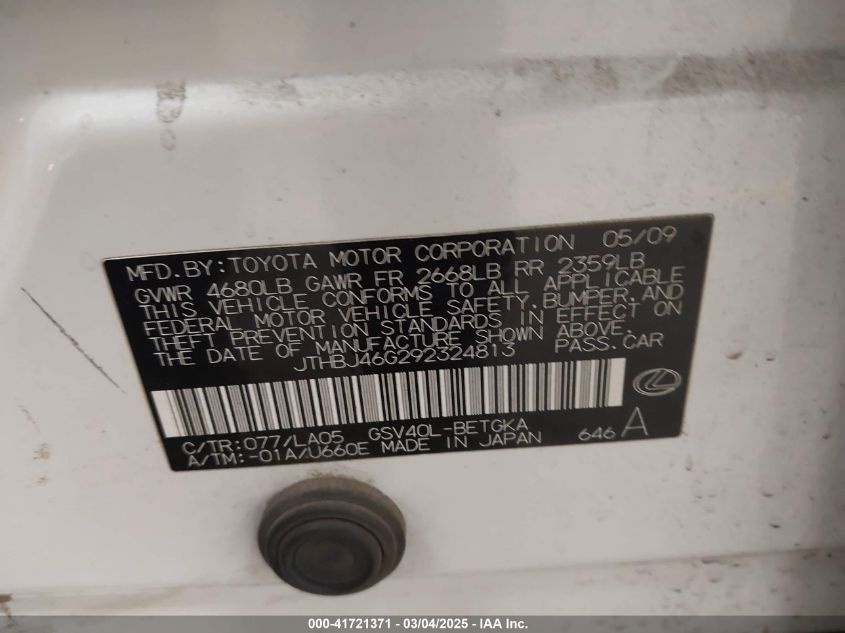 MFD. BY: TOYOTA MOTOR CORPORATION 05/09
GVWR 4680LB GAWR FR 2668LB RR 2359LB
THIS VEHICLE CONFORMS TO ALL APPLICABLE
FEDERAL MOTOR VEHICLE SAFETY, BUMPER, AND
THEFT PREVENTION STANDARDS IN EFFECT ON
THE DATE OF MANUFACTURE SHOWN ABOVE.
JTHBJ46G292324813 PASS. CAR
C/TR: 077/LA05 GSV40L-BETGKA
A/TM: -01A/U660E MADE IN JAPAN 646 A
000-41721371 - 03/04/2025 - IAA Inc.